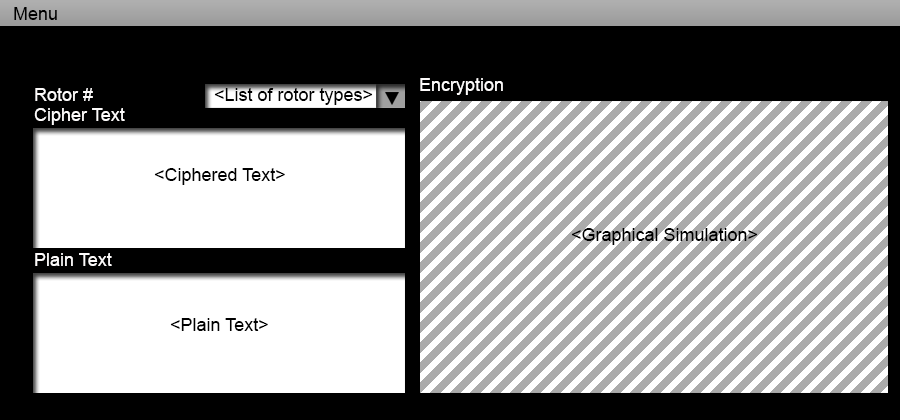 Menu
Rotor # <List of rotor types> ▼
Cipher Text
<Ciphered Text>
Plain Text
<Plain Text>
Encryption
<Graphical Simulation>